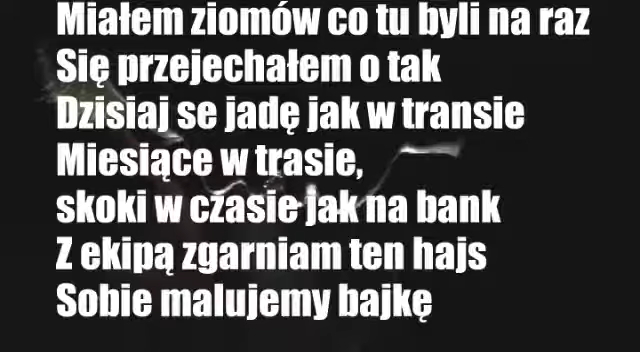 Miałem ziomów co tu byli na raz
Się przejechałem o tak
Dzisiaj se jadę jak w transie
Miesiące w trasie,
skoki w czasie jak na bank
Z ekipą zgarniam ten hajs
Sobie malujemy bajkę